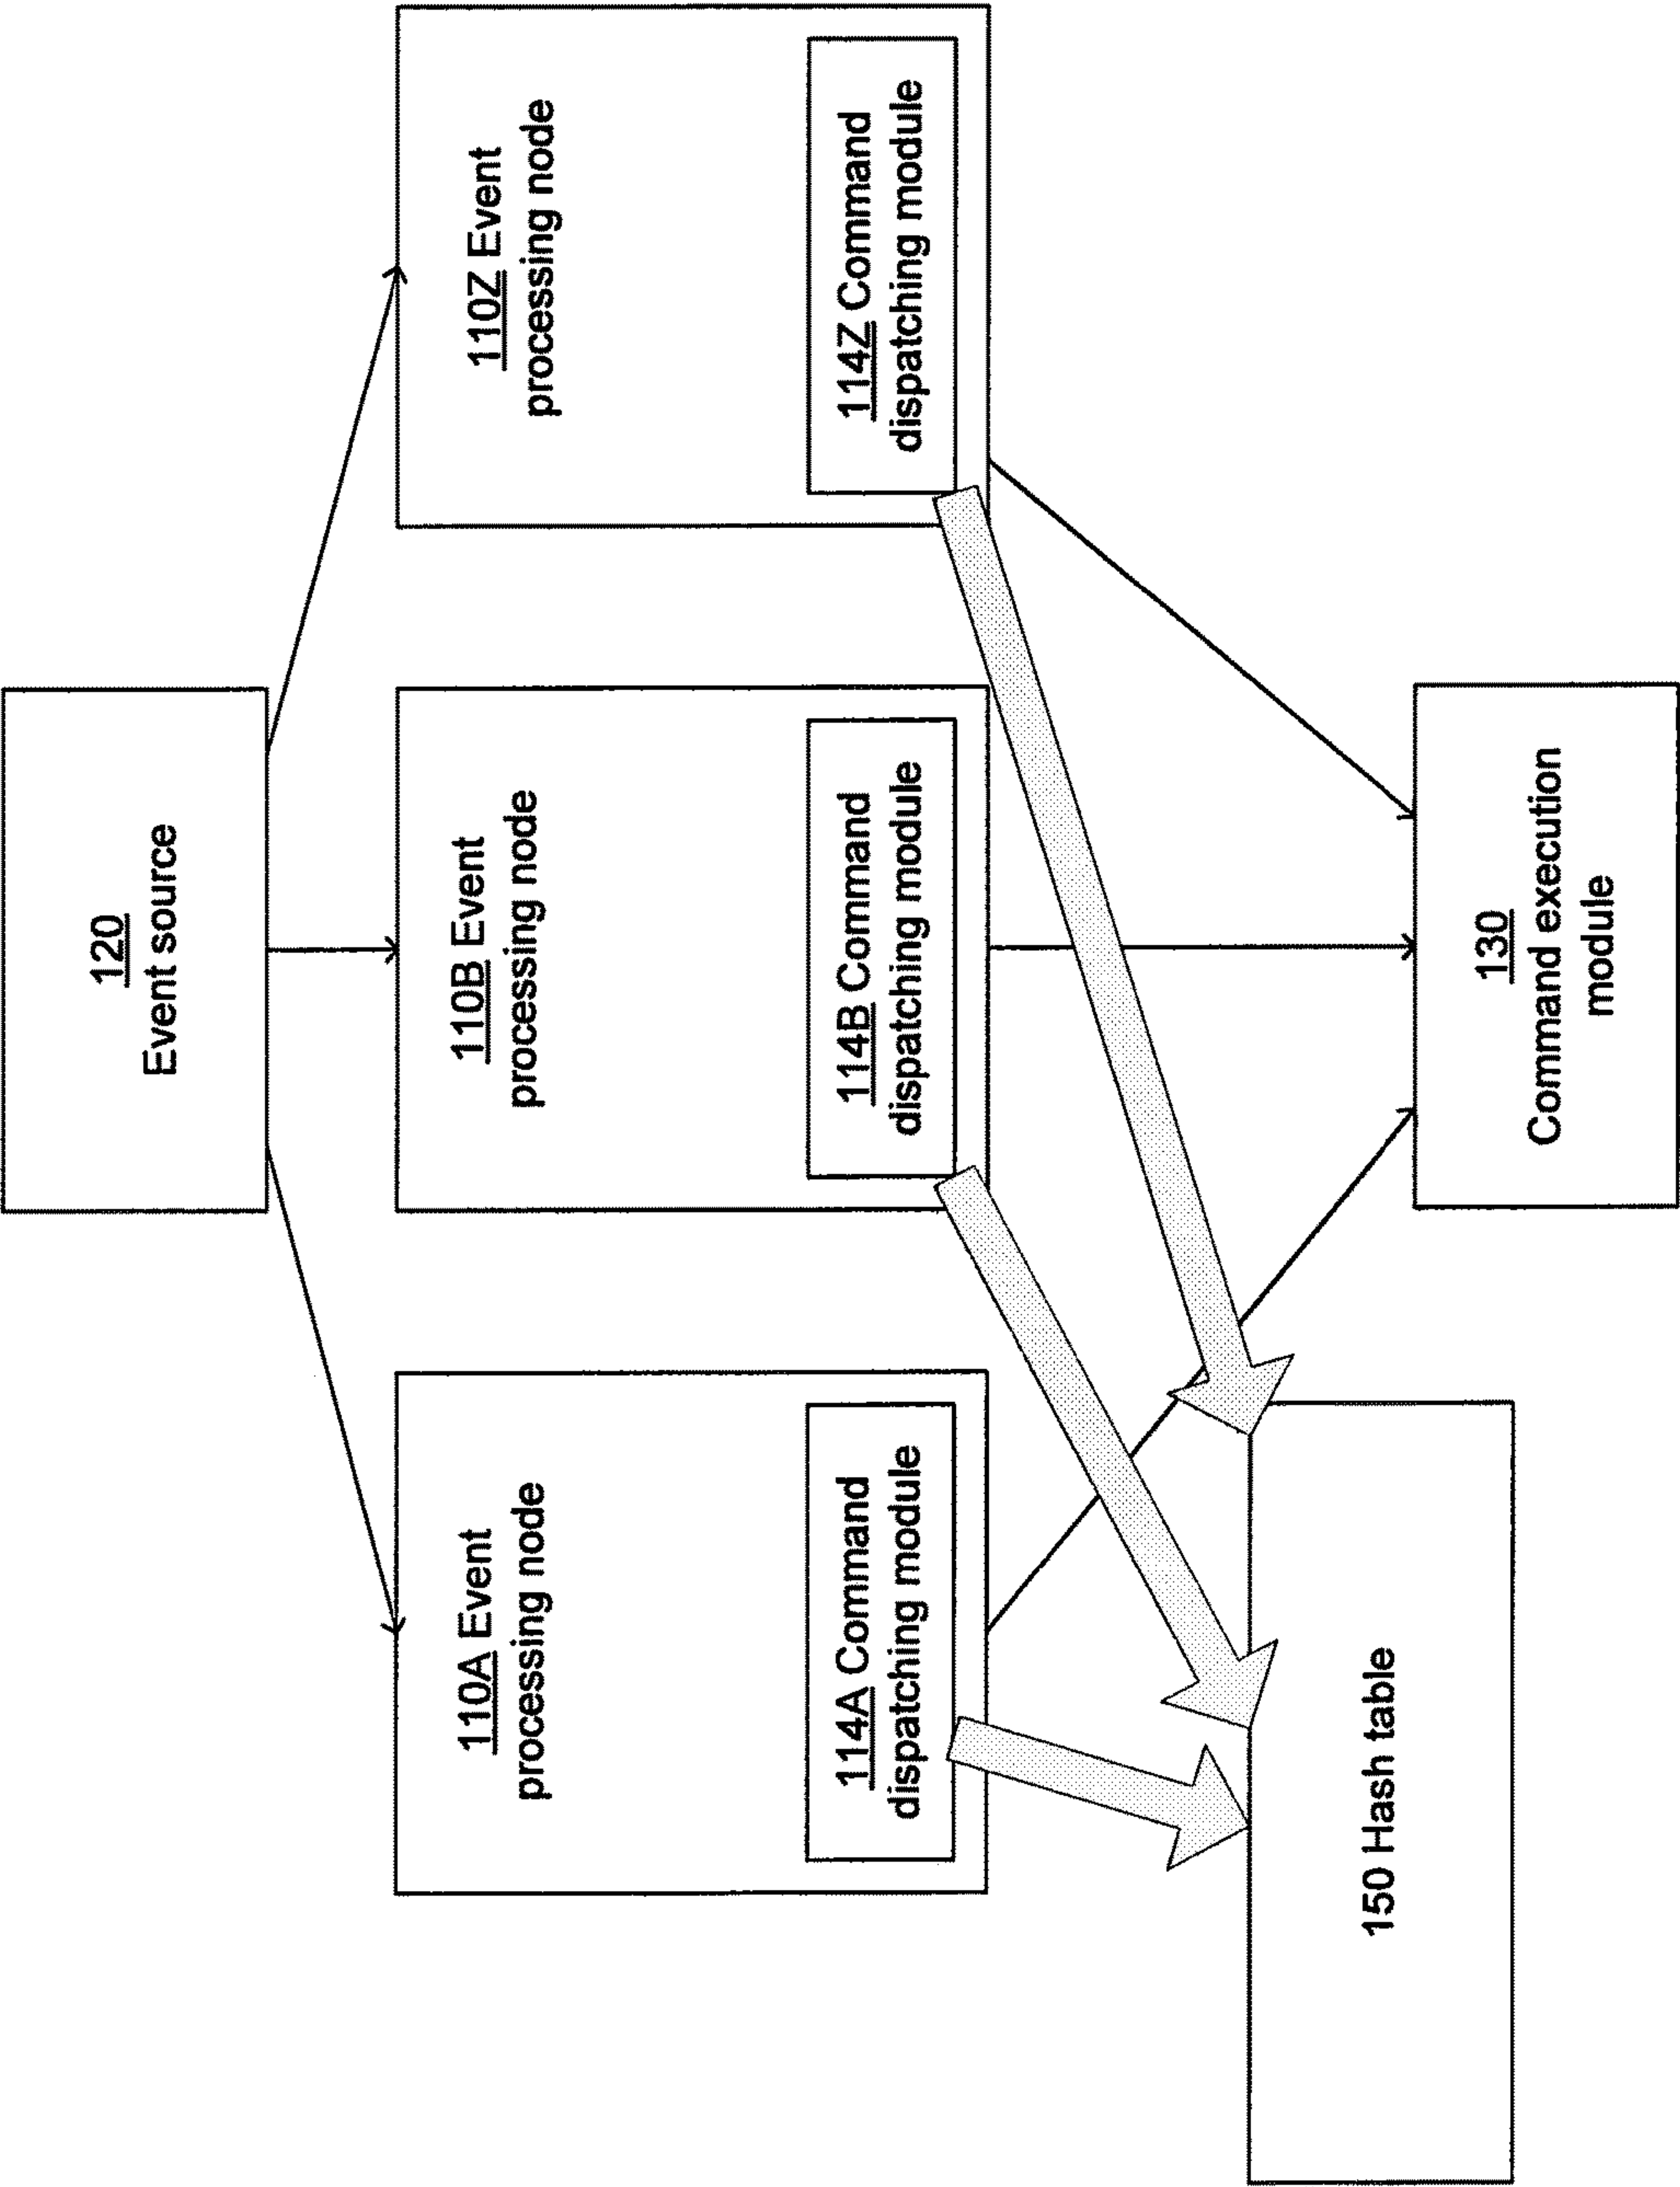 120
Event source
110A Event
processing node
114A Command
dispatching module
110B Event
processing node
114B Command
dispatching module
110Z Event
processing node
114Z Command
dispatching module
150 Hash table
130
Command execution
module